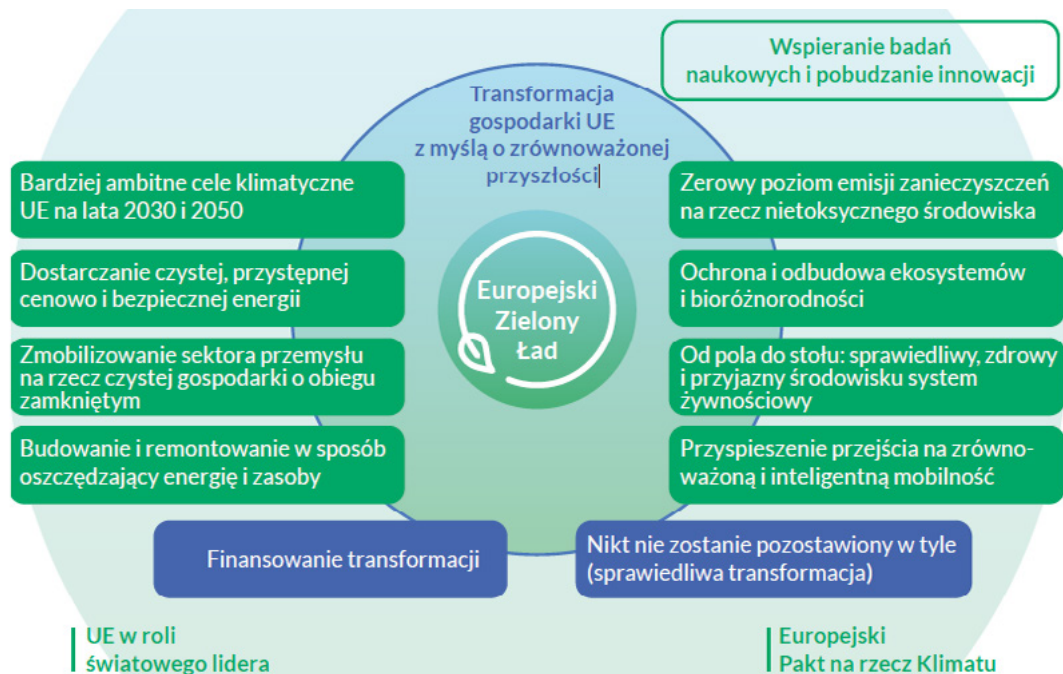 Wspieranie badań
naukowych i pobudzanie innowacji
Transformacja
gospodarki UE
z myślą o zrównoważonej
przyszłości
Bardziej ambitne cele klimatyczne
UE na lata 2030 i 2050
Dostarczanie czystej, przystępnej
cenowo i bezpiecznej energii
Zmobilizowanie sektora przemysłu
na rzecz czystej gospodarki o obiegu
zamkniętym
Budowanie i remontowanie w sposób
oszczędzający energię i zasoby
Europejski
Zielony
Ład
Zerowy poziom emisji zanieczyszczeń
na rzecz nietoksycznego środowiska
Ochrona i odbudowa ekosystemów
i bioróżnorodności
Od pola do stołu: sprawiedliwy, zdrowy
i przyjazny środowisku system
żywnościowy
Przyspieszenie przejścia na zrówno-
ważoną i inteligentną mobilność
Finansowanie transformacji
Nikt nie zostanie pozostawiony w tyle
(sprawiedliwa transformacja)
UE w roli
światowego lidera
Europejski
Pakt na rzecz Klimatu